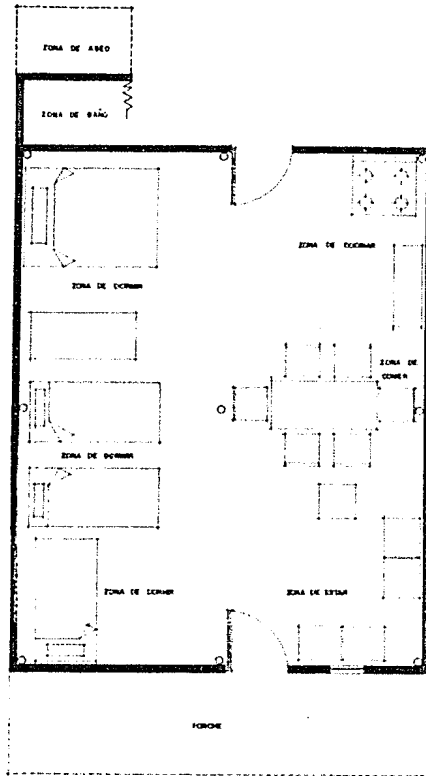 ZONA DE ASEO
ZONA DE BAÑO
ZONA DE COCINAR
ZONA DE DORMIR
ZONA DE
COMER
ZONA DE DORMIR
ZONA DE DORMIR
ZONA DE ESTAR
PORCHE